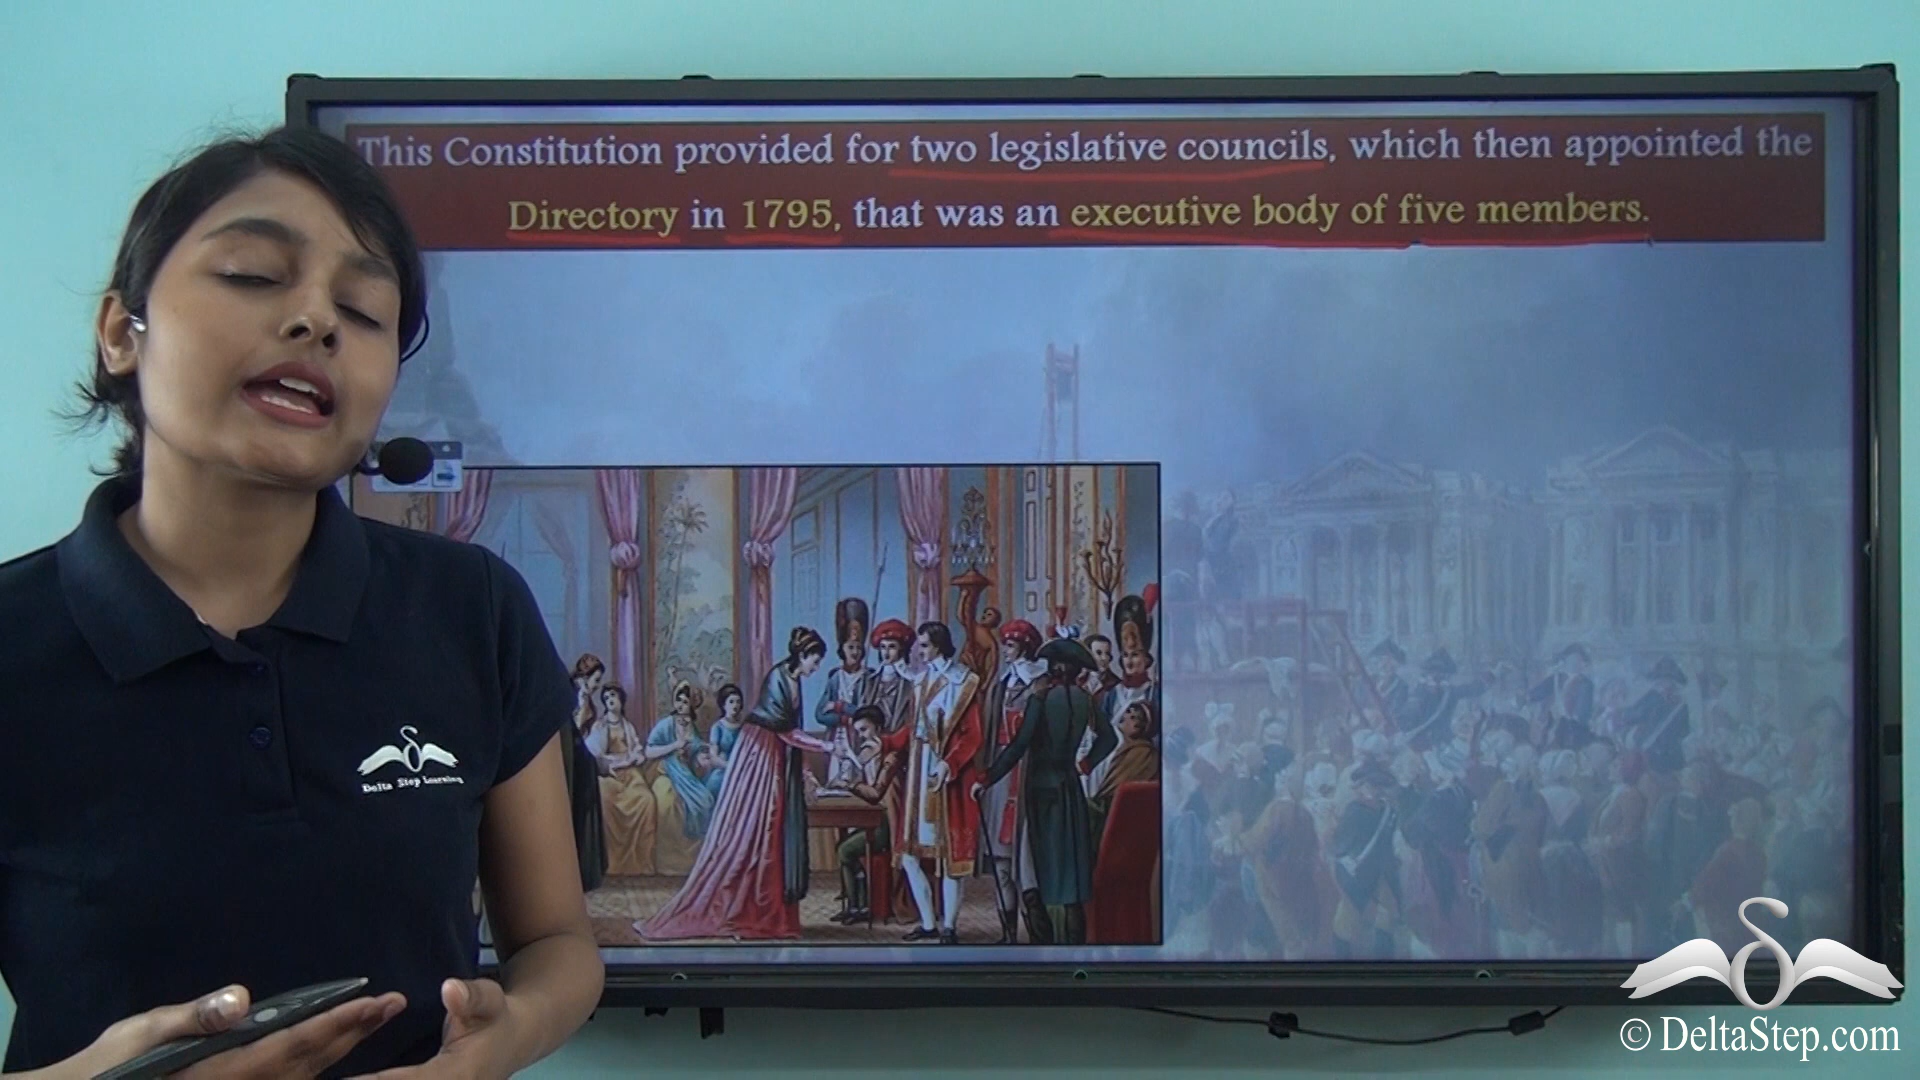 This Constitution provided for two legislative councils, which then appointed the
Directory in 1795, that was an executive body of five members.
Delta Step Learning
© DeltaStep.com